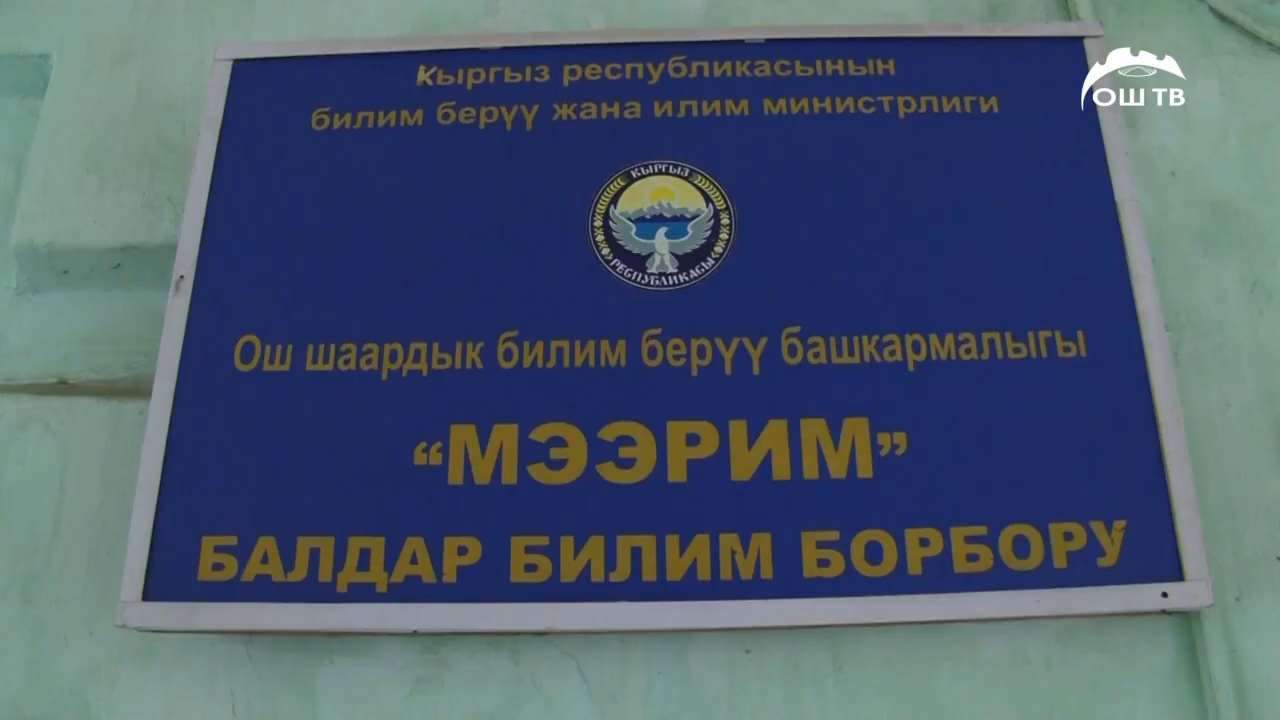 Кыргыз республикасынын
билим берүү жана илим министрлиги
ОШ ТВ
КЫРГЫЗ
РЕСПУБЛИКАСЫ
Ош шаардык билим берүү башкармалыгы
“МЭЭРИМ”
БАЛДАР БИЛИМ БОРБОРУ